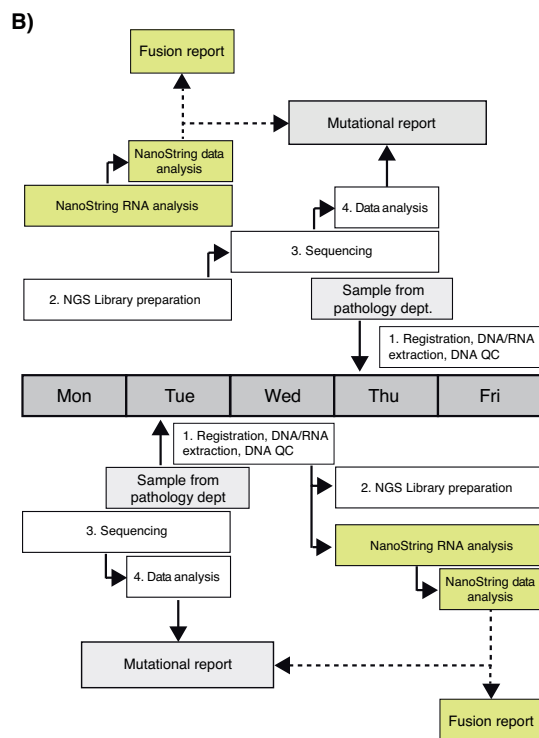 B)
Fusion report
Mutational report
NanoString data
analysis
NanoString RNA analysis
4. Data analysis
3. Sequencing
2. NGS Library preparation
Sample from
pathology dept.
1. Registration, DNA/RNA
extraction, DNA QC
Mon Tue Wed Thu Fri
1. Registration, DNA/RNA
extraction, DNA QC
Sample from
pathology dept
2. NGS Library preparation
3. Sequencing
NanoString RNA analysis
4. Data analysis
NanoString data
analysis
Mutational report
Fusion report